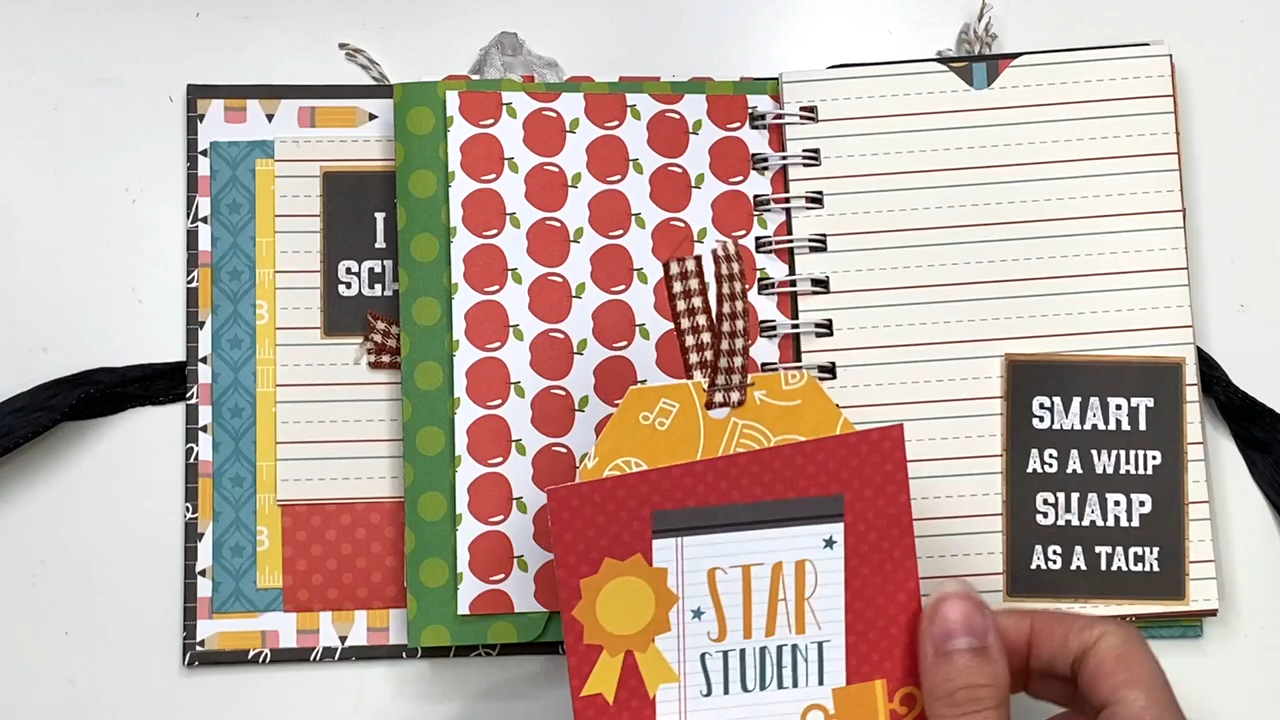 I
SCH
SMART
AS A WHIP
SHARP
AS A TACK
STAR
STUDENT